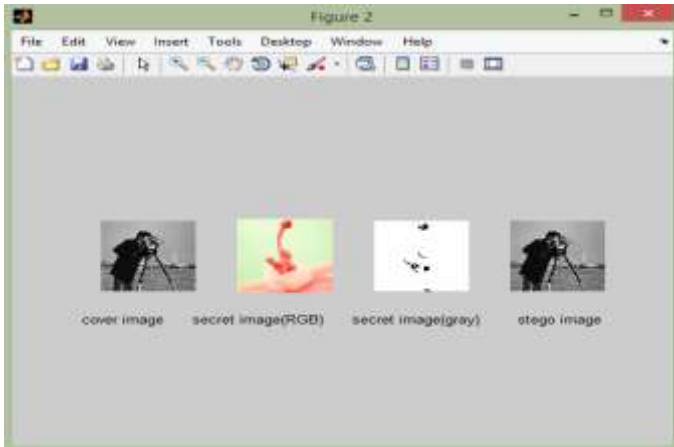 Figure 2
File Edit View Insert Tools Desktop Window Help
cover image secret image(RGB) secret image(gray) stego image